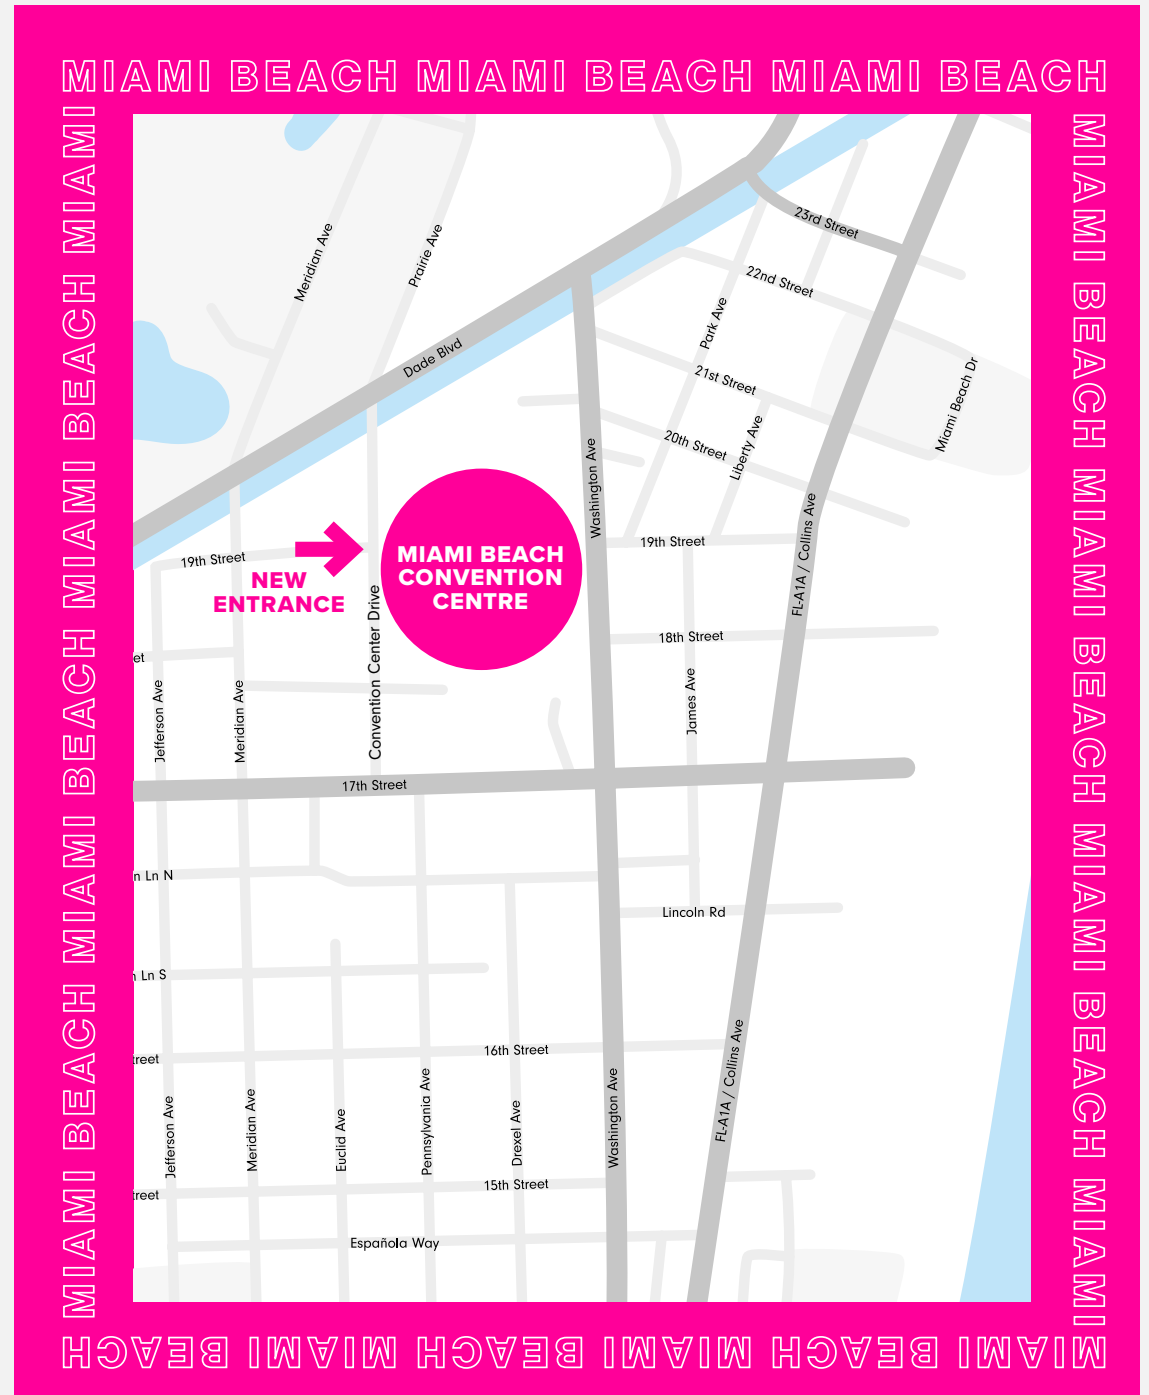 MIAMI BEACH MIAMI BEACH MIAMI BEACH
MIAMI BEACH MIAMI BEACH MIAMI BEACH MIAMI
MIAMI BEACH MIAMI BEACH MIAMI BEACH MIAMI
MIAMI BEACH MIAMI BEACH MIAMI BEACH
23rd Street
Meridian Ave
Prairie Ave
22nd Street
Park Ave
Dade Blvd
21st Street
Miami Beach Dr
20th Street
Liberty Ave
Washington Ave
FL-A1A / Collins Ave
19th Street
19th Street
NEW
ENTRANCE
MIAMI BEACH
CONVENTION
CENTRE
Convention Center Drive
18th Street
et
Jefferson Ave
Meridian Ave
James Ave
17th Street
n Ln N
Lincoln Rd
n Ln S
16th Street
treet
FL-A1A / Collins Ave
Jefferson Ave
Meridian Ave
Euclid Ave
Pennsylvania Ave
Drexel Ave
Washington Ave
15th Street
treet
Española Way